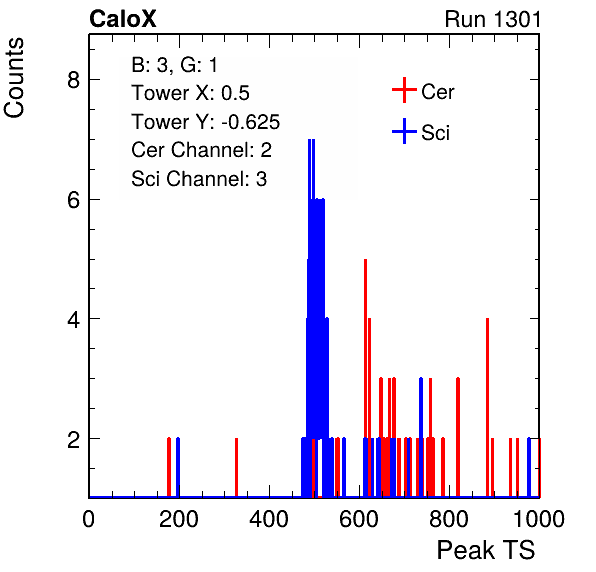 CaloX Run 1301
Counts
B: 3, G: 1
Tower X: 0.5
Tower Y: -0.625
Cer Channel: 2
Sci Channel: 3
Cer
Sci
8
6
4
2
0 200 400 600 800 1000
Peak TS